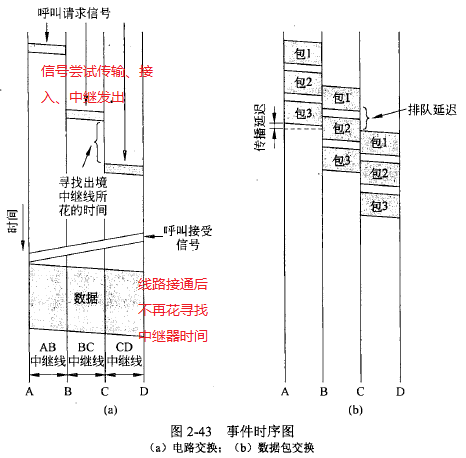 呼叫请求信号
信号尝试传输、接
入、中继发出
寻找出境
中继线所
花的时间
时间
呼叫接受
信号
数据
线路接通后
不再花寻找
中继器时间
AB
中继线
BC
中继线
CD
中继线
A
B
C
D
(a)
包1
包2
包3
包1
包2
包3
包1
包2
包3
传播延迟
排队延迟
A
B
C
D
(b)
图 2-43 事件时序图
(a) 电路交换;(b) 数据包交换